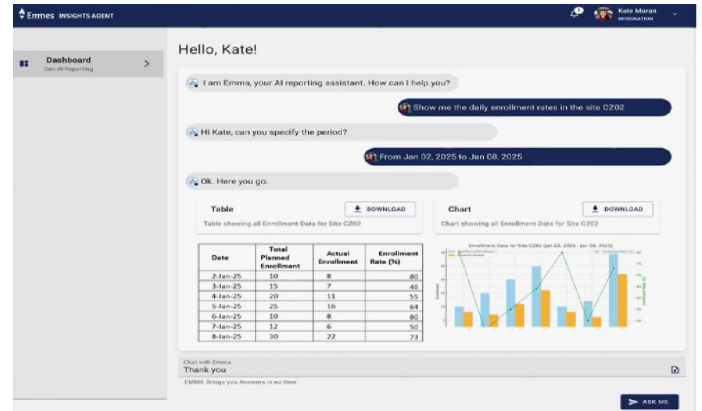 Emmes INSIGHTS AGENT
Kate Moran
DESIGNATION
Dashboard
Gen AI Reporting
Hello, Kate!
I am Emma, your AI reporting assistant. How can I help you?
Show me the daily enrollment rates in the site CZ02
Hi Kate, can you specify the period?
From Jan 02, 2025 to Jan 08, 2025
Ok. Here you go.
Table
DOWNLOAD
Table showing all Enrollment Data for Site CZ02
Chart
DOWNLOAD
Chart showing all Enrollment Data for Site CZ02
Date Total Planned Enrollment Actual Enrollment Enrollment Rate (%)
2-Jan-25 10 8 80
3-Jan-25 15 7 46
4-Jan-25 20 11 55
5-Jan-25 25 16 64
6-Jan-25 10 8 80
7-Jan-25 12 6 50
8-Jan-25 30 22 73
Enrollment Data for Site CZ02 (Jan 02, 2025 - Jan 08, 2025)
Chat with Emma
Thank you
EMMA Brings you Answers in no time
ASK ME